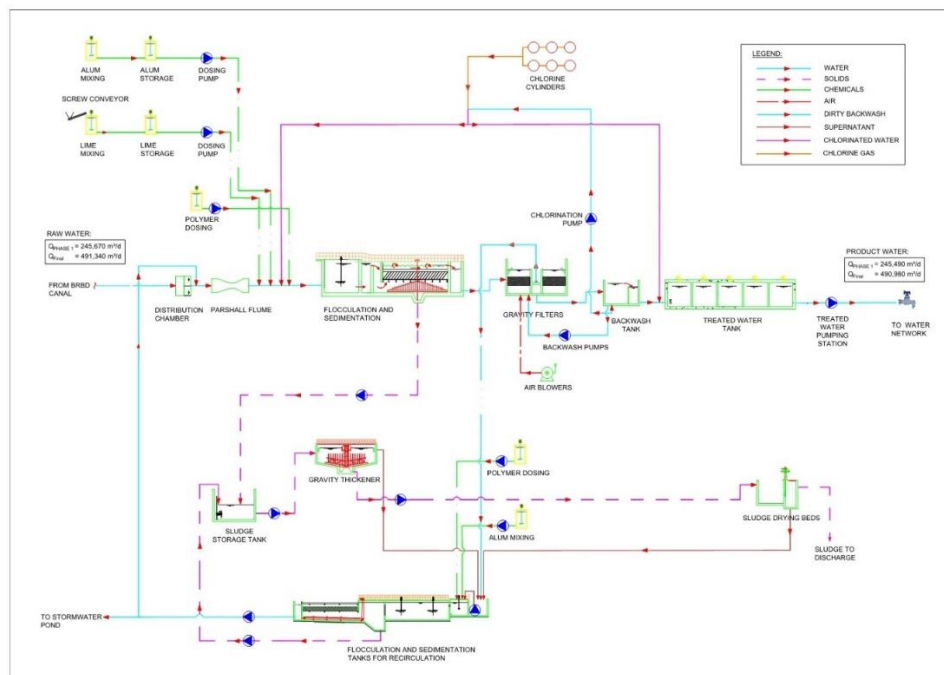 ALUM
MIXING
ALUM
STORAGE
DOSING
PUMP
SCREW CONVEYOR
LIME
MIXING
LIME
STORAGE
DOSING
PUMP
CHLORINE
CYLINDERS
LEGEND:
WATER
SOLIDS
CHEMICALS
AIR
DIRTY BACKWASH
SUPERNATANT
CHLORINATED WATER
CHLORINE GAS
POLYMER
DOSING
CHLORINATION
PUMP
RAW WATER:
Q PHASE 1 = 245,670 m³/d
Q Final = 491,340 m³/d
PRODUCT WATER:
Q PHASE 1 = 245,490 m³/d
Q Final = 490,980 m³/d
FROM BRBD
CANAL
DISTRIBUTION
CHAMBER
PARSHALL FLUME
FLOCCULATION AND
SEDIMENTATION
GRAVITY FILTERS
BACKWASH
TANK
TREATED WATER
TANK
TREATED
WATER
PUMPING
STATION
TO WATER
NETWORK
BACKWASH PUMPS
AIR BLOWERS
GRAVITY THICKENER
POLYMER DOSING
SLUDGE
STORAGE TANK
ALUM MIXING
SLUDGE DRYING BEDS
SLUDGE TO
DISCHARGE
TO STORMWATER
POND
FLOCCULATION AND SEDIMENTATION
TANKS FOR RECIRCULATION